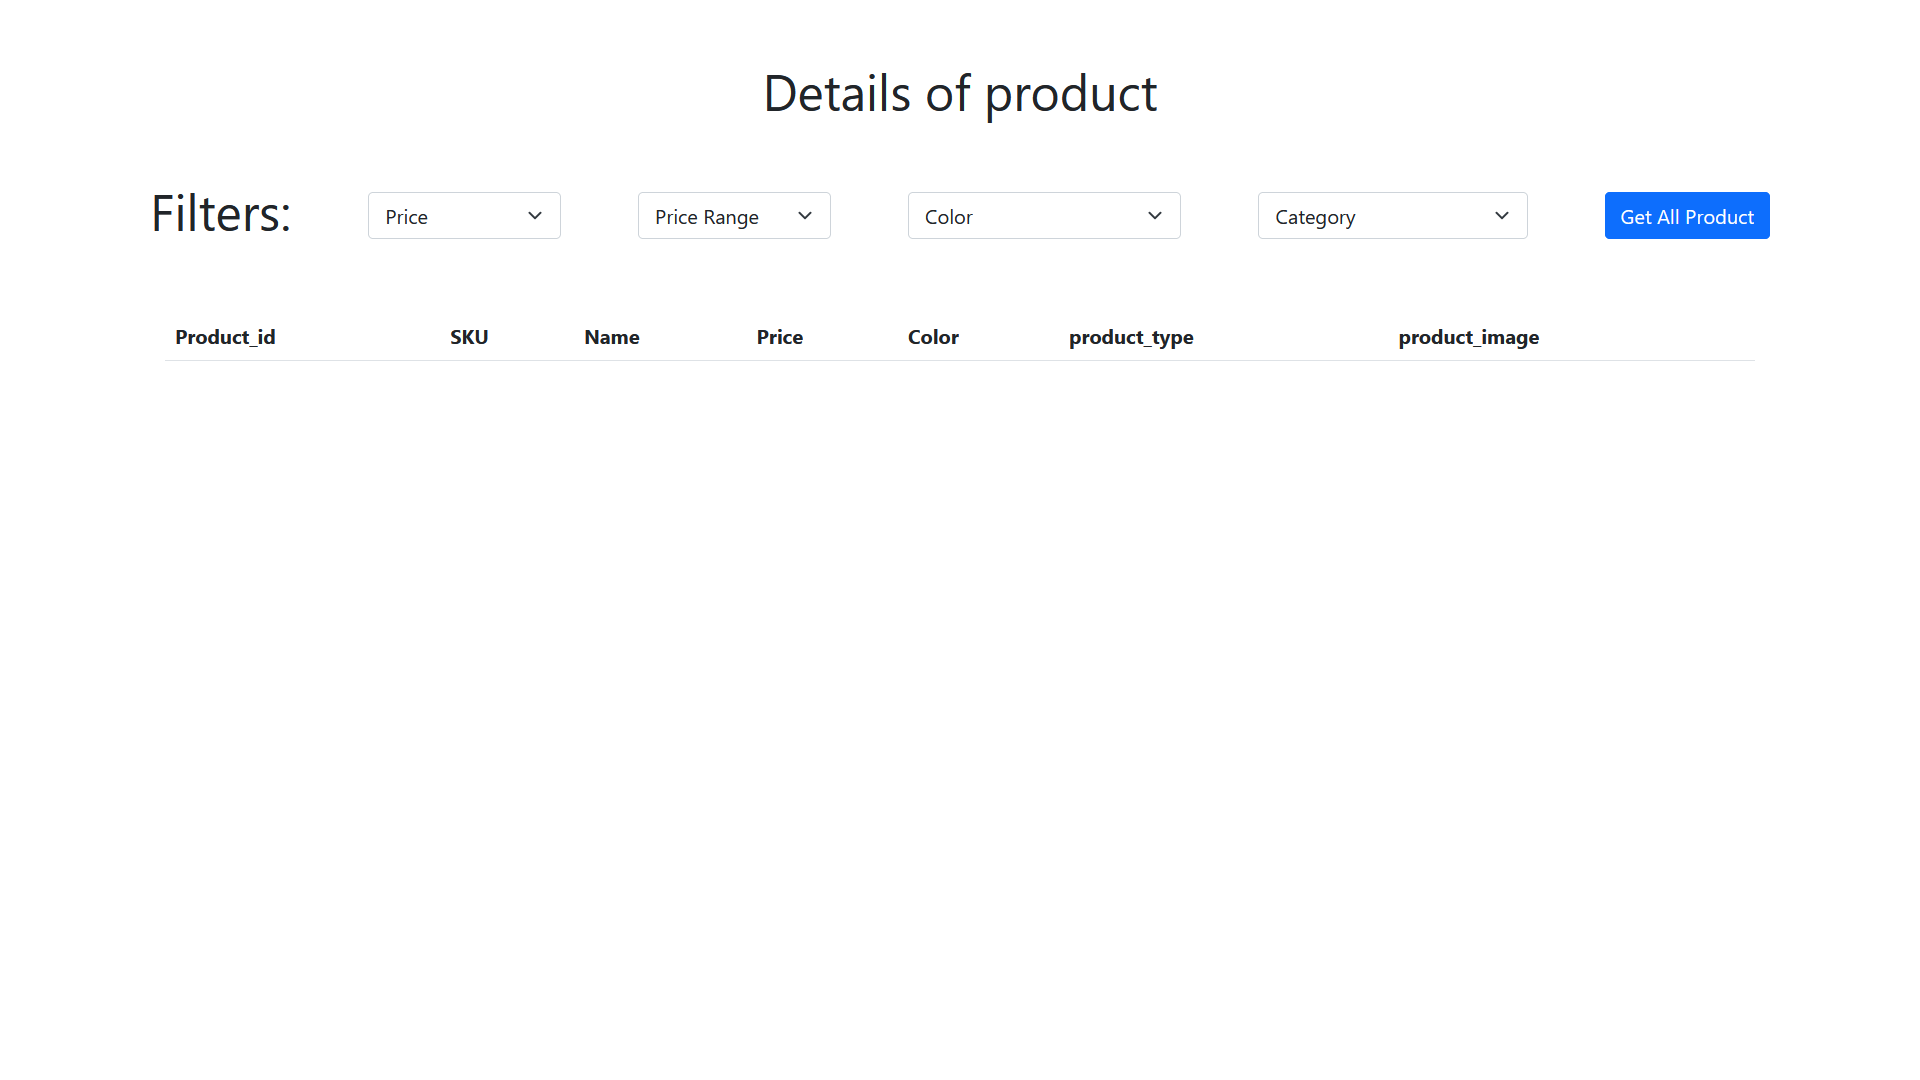 Details of product
Filters: Price Price Range Color Category Get All Product
Product_id SKU Name Price Color product_type product_image